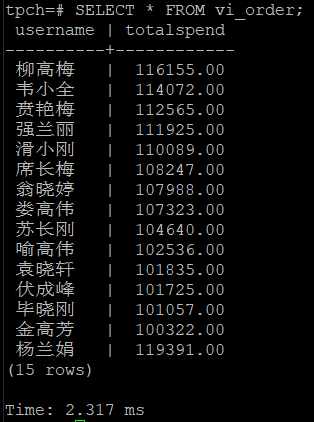 tpch=# SELECT * FROM vi_order;
username | totalspend
----------+------------
柳高梅 | 116155.00
韦小全 | 114072.00
贲艳梅 | 112565.00
强兰丽 | 111925.00
滑小刚 | 110089.00
席长梅 | 108247.00
翁晓婷 | 107988.00
娄高伟 | 107323.00
苏长刚 | 104640.00
喻高伟 | 102536.00
袁晓轩 | 101835.00
伏成峰 | 101725.00
毕晓刚 | 101057.00
金高芳 | 100322.00
杨兰娟 | 119391.00
(15 rows)
Time: 2.317 ms